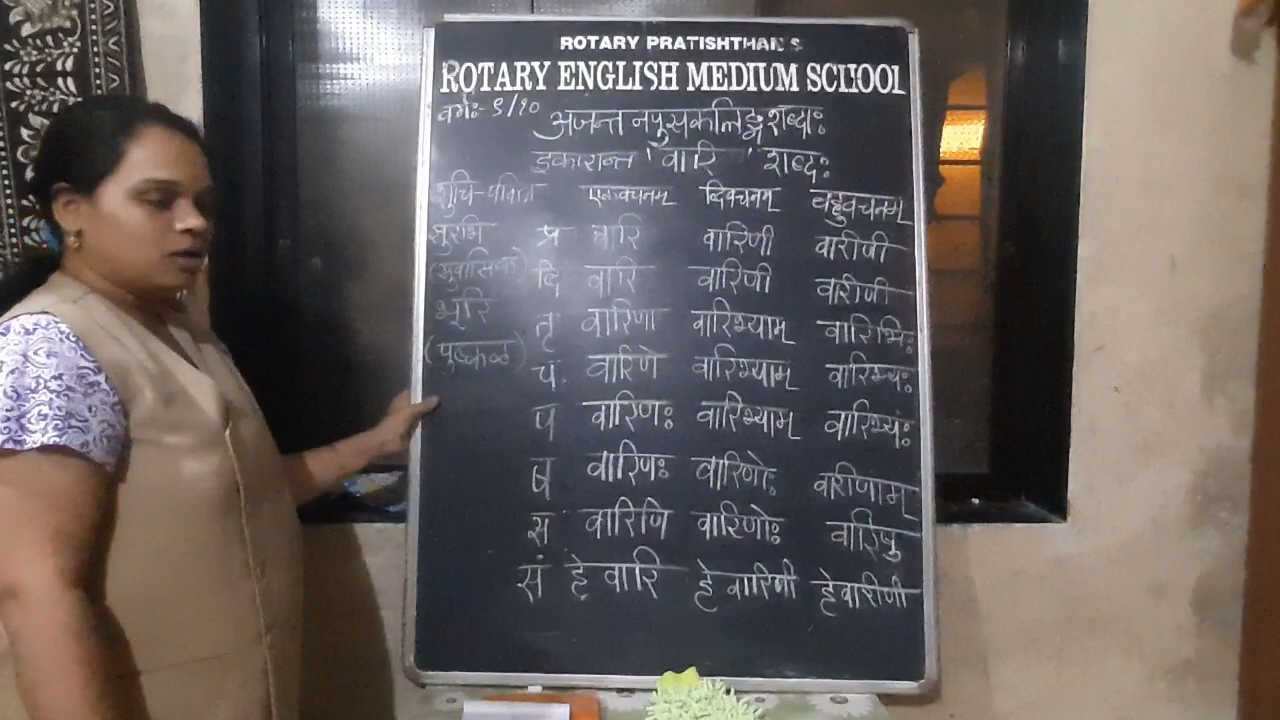 ROTARY PRATISHTHAN S
ROTARY ENGLISH MEDIUM SCHOOL
वर्गः-९/१०
अजन्त नपुसकलिङ्ग शब्दाः
इकारान्त 'वारि' शब्दः
शुचि-पवित्र एकवचनम् द्विवचनम् बहुवचनम्
सुरभि प्र वारि वारिणी वारीणी
(सुवासिक) द्वि वारि वारिणी वारीणी
भूरि तृ वारिणा वारिभ्याम् वारिभिः
(पुष्कळ) च वारिणे वारिभ्याम् वारिभ्यः
प वारिणः वारिभ्याम् वारिभ्यः
ष वारिणः वारिणोः वारीणाम्
स वारिणि वारिणोः वारिषु
सं हे वारि हे वारिणी हे वारीणी